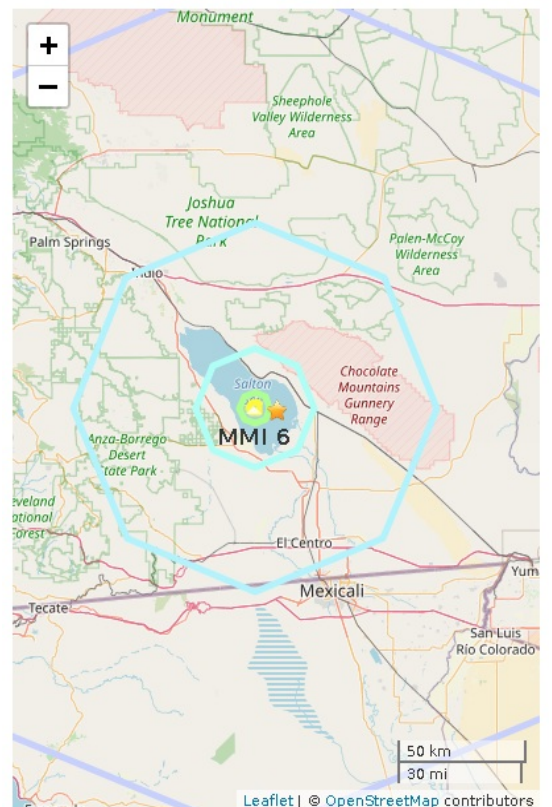 Monument
+
−
Sheephole
Valley Wilderness
Area
Joshua
Tree National
Park
Palm Springs
Palen-McCoy
Wilderness
Area
Indio
Salton
Chocolate
Mountains
Gunnery
Range
MMI 6
Anza-Borrego
Desert
State Park
eveland
ational
orest
El Centro
Yum
Mexicali
Tecate
San Luis
Río Colorado
50 km
30 mi
Leaflet | © OpenStreetMap contributors